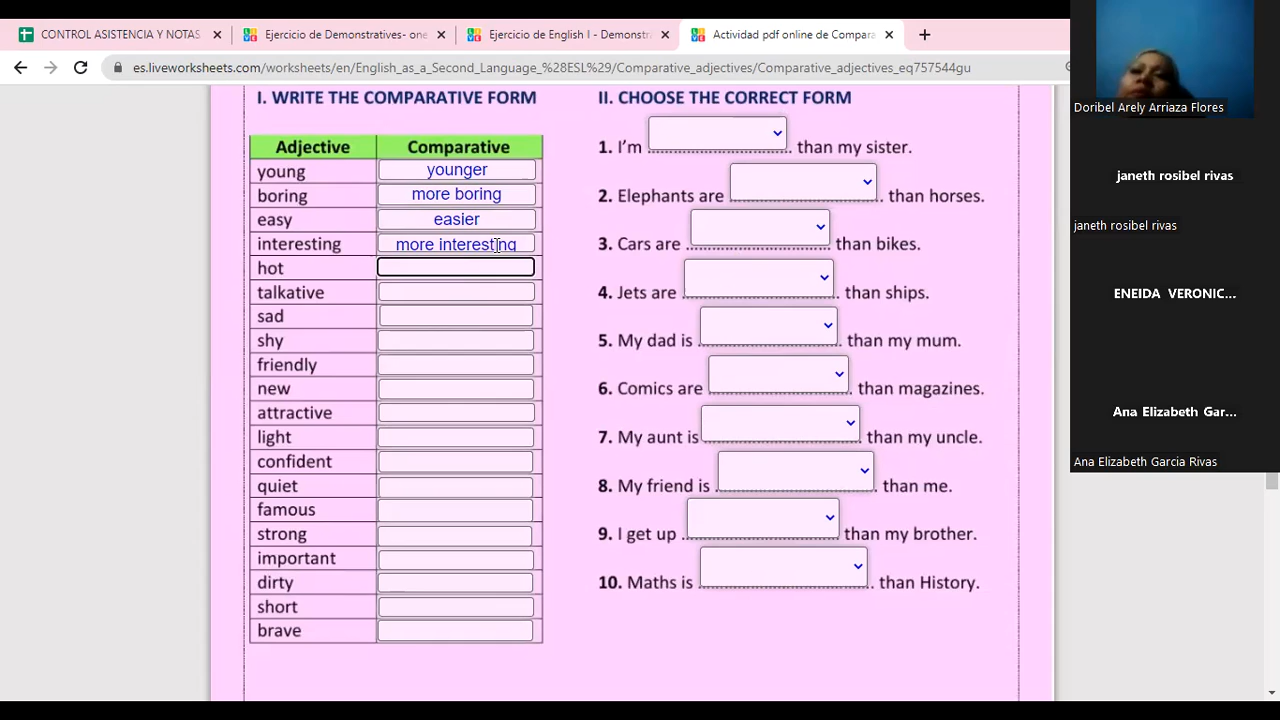 CONTROL ASISTENCIA Y NOTAS
Ejercicio de Demonstratives- one
Ejercicio de English I - Demonstr
Actividad pdf online de Compara
es.liveworksheets.com/worksheets/en/English_as_a_Second_Language_%28ESL%29/Comparative_adjectives/Comparative_adjectives_eq757544gu
I. WRITE THE COMPARATIVE FORM
Adjective Comparative
young younger
boring more boring
easy easier
interesting more interesting
hot
talkative
sad
shy
friendly
new
attractive
light
confident
quiet
famous
strong
important
dirty
short
brave
II. CHOOSE THE CORRECT FORM
1. I'm than my sister.
2. Elephants are than horses.
3. Cars are than bikes.
4. Jets are than ships.
5. My dad is than my mum.
6. Comics are than magazines.
7. My aunt is than my uncle.
8. My friend is than me.
9. I get up than my brother.
10. Maths is than History.
Doribel Arely Arriaza Flores
janeth rosibel rivas
janeth rosibel rivas
ENEIDA VERONIC...
Ana Elizabeth Gar...
Ana Elizabeth Garcia Rivas